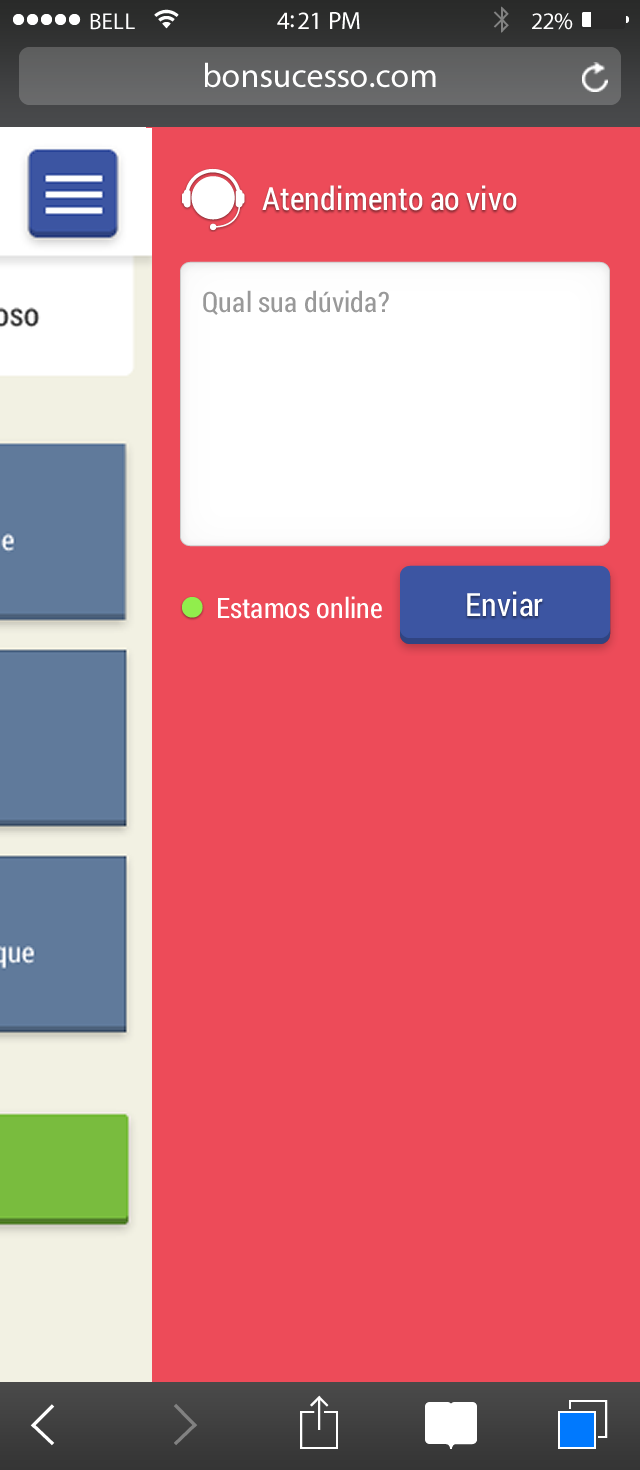 BELL 4:21 PM 22%
bonsucesso.com
Atendimento ao vivo
oso
Qual sua dúvida?
e
Estamos online
Enviar
que